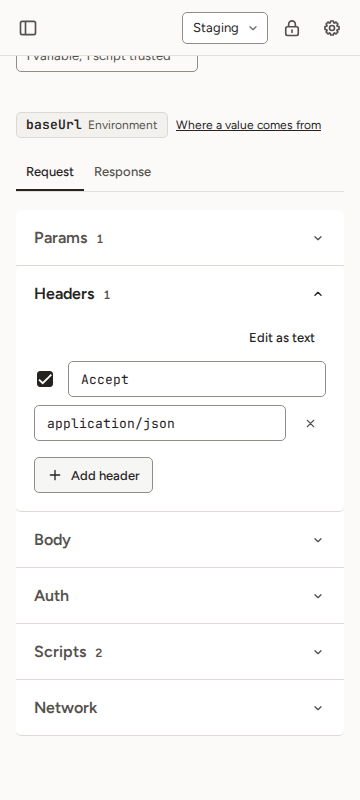 Staging
1 variable, 1 script trusted
baseUrl Environment Where a value comes from
Request Response
Params 1
Headers 1
Edit as text
Accept
application/json
Add header
Body
Auth
Scripts 2
Network